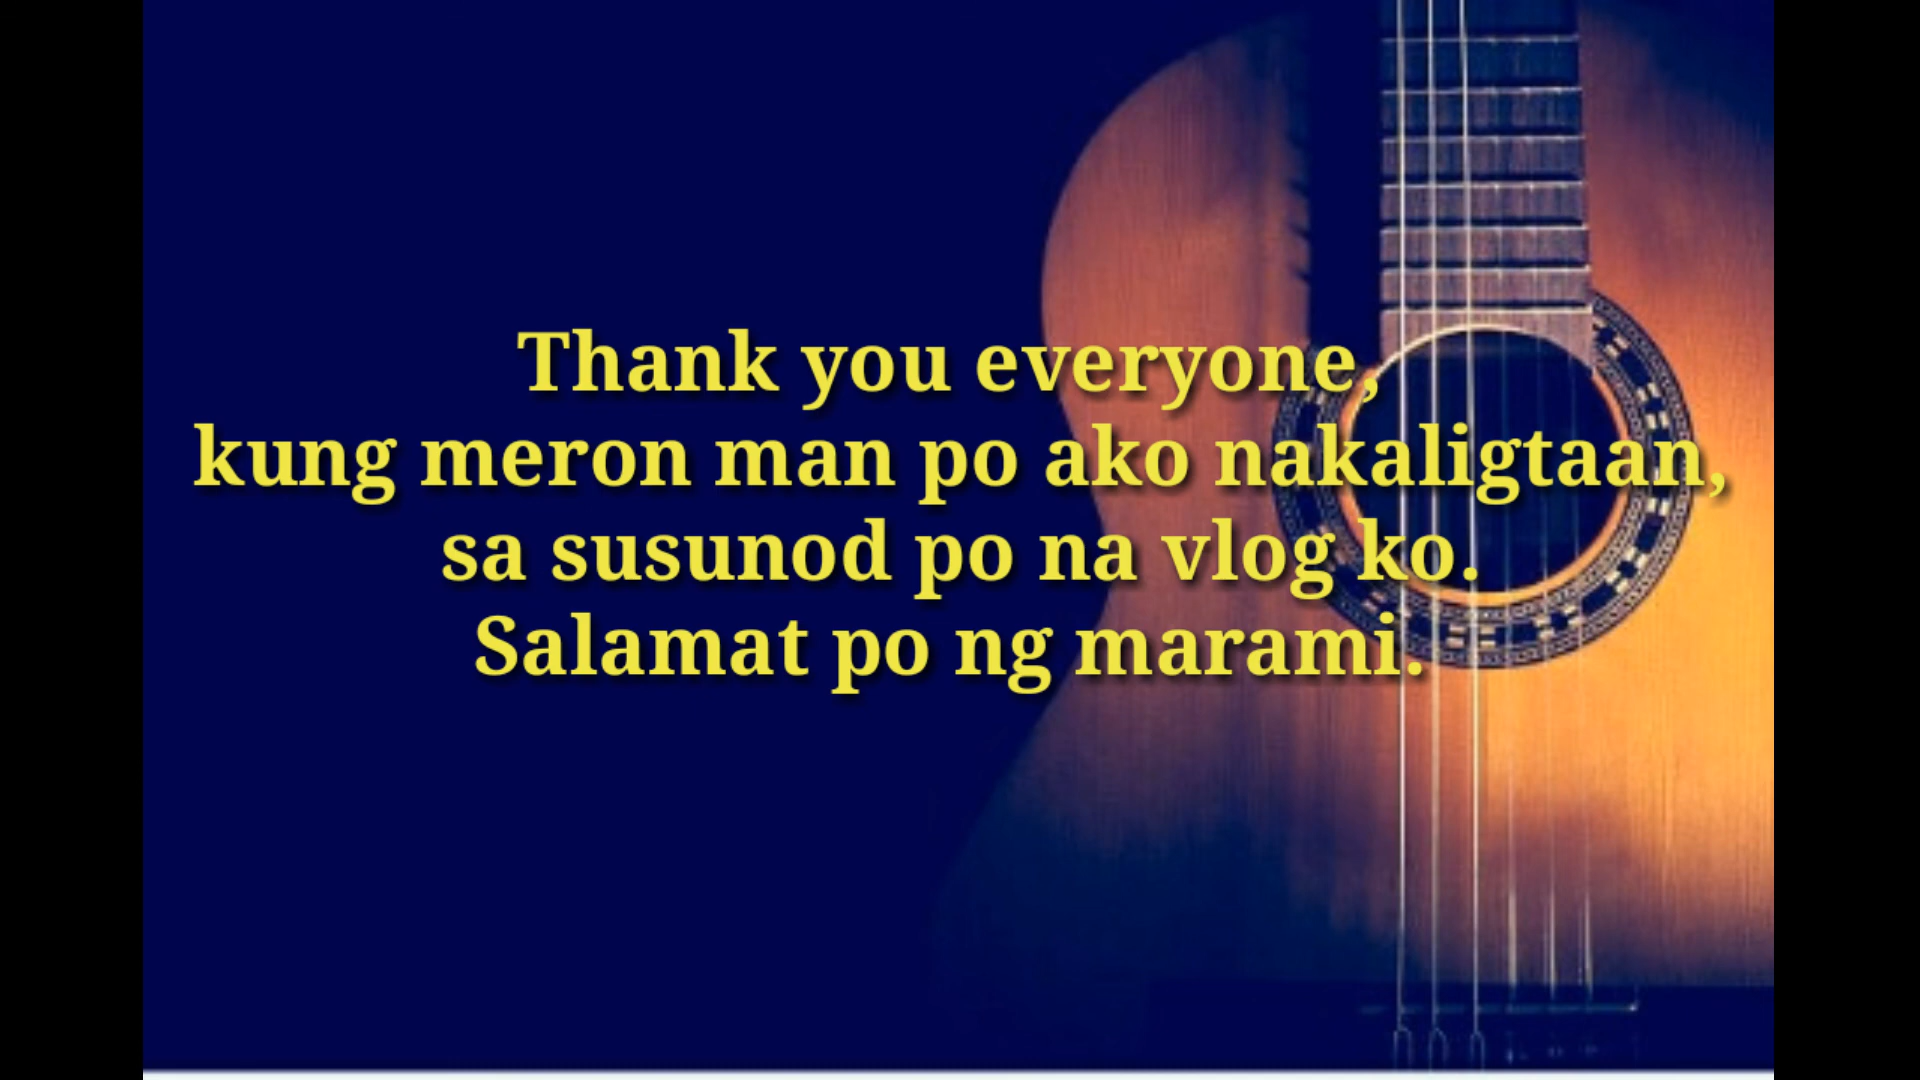 Thank you everyone,
kung meron man po ako nakaligtaan,
sa susunod po na vlog ko.
Salamat po ng marami.